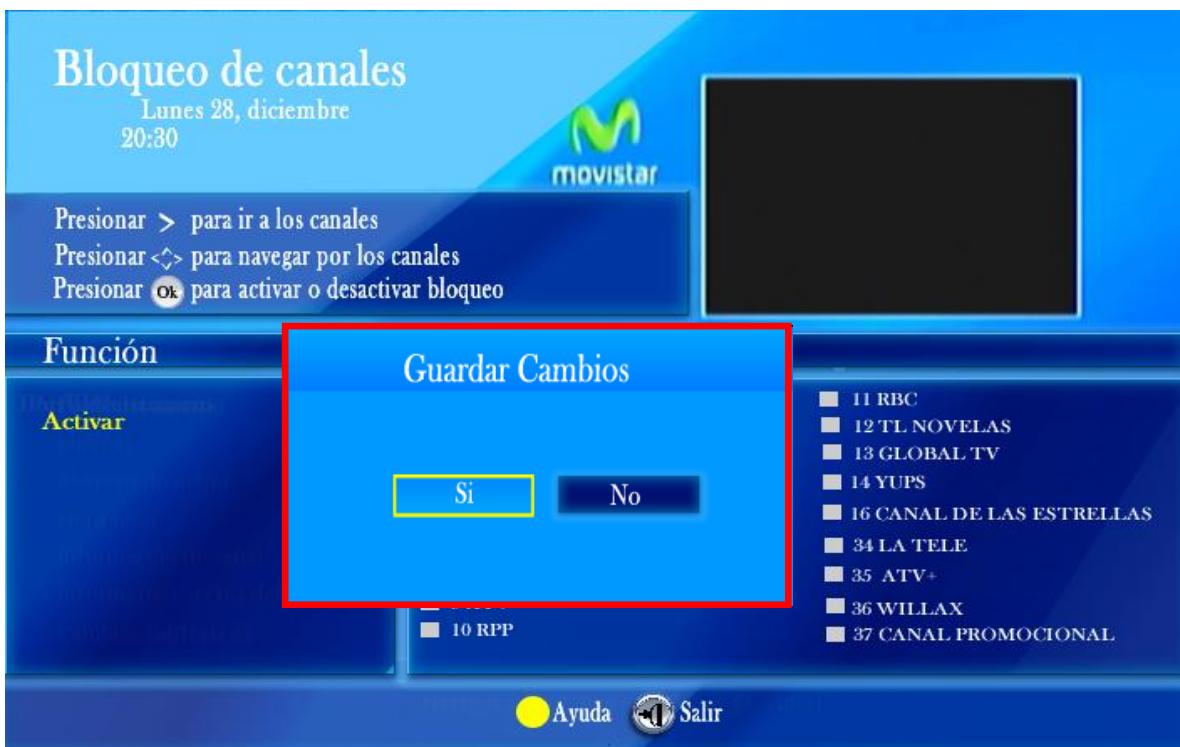 Bloqueo de canales
Lunes 28, diciembre
20:30
movistar
Presionar > para ir a los canales
Presionar <> para navegar por los canales
Presionar Ok para activar o desactivar bloqueo
Función
Guardar Cambios
Activar
Si
No
10 RPP
11 RBC
12 TL NOVELAS
13 GLOBAL TV
14 YUPS
16 CANAL DE LAS ESTRELLAS
34 LA TELE
35 ATV+
36 WILLAX
37 CANAL PROMOCIONAL
Ayuda
Salir